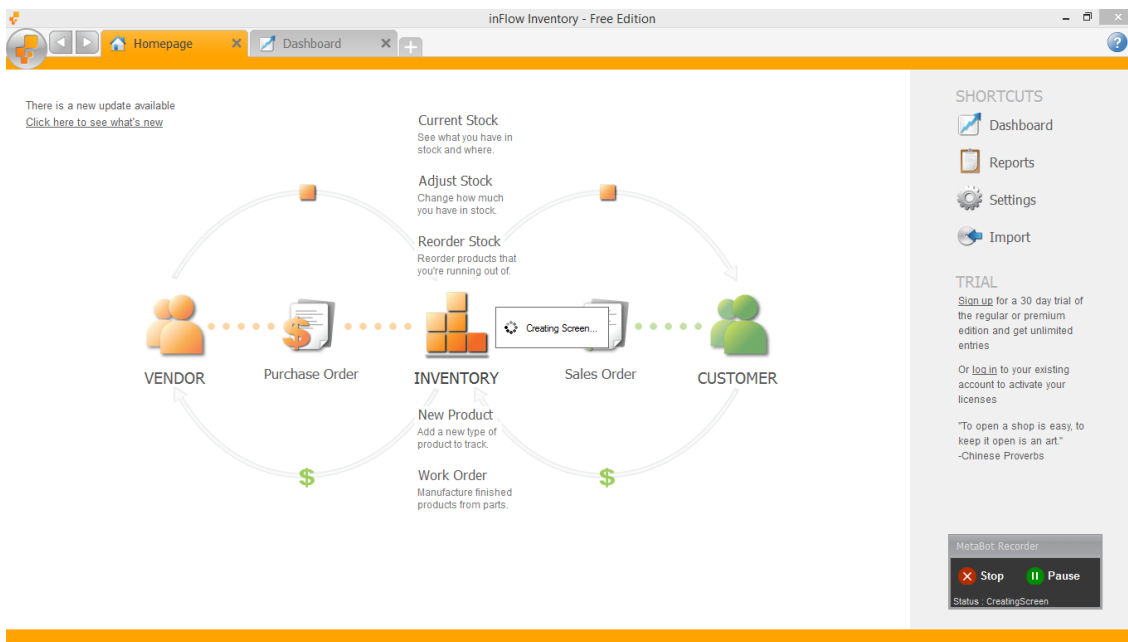 inFlow Inventory - Free Edition
Homepage
Dashboard
There is a new update available
Click here to see what's new
Current Stock
See what you have in
stock and where.
Adjust Stock
Change how much
you have in stock.
Reorder Stock
Reorder products that
you're running out of.
VENDOR
Purchase Order
INVENTORY
Creating Screen...
Sales Order
CUSTOMER
New Product
Add a new type of
product to track.
Work Order
Manufacture finished
products from parts.
SHORTCUTS
Dashboard
Reports
Settings
Import
TRIAL
Sign up for a 30 day trial of
the regular or premium
edition and get unlimited
entries
Or log in to your existing
account to activate your
licenses
"To open a shop is easy, to
keep it open is an art."
-Chinese Proverbs
MetaBot Recorder
Stop
Pause
Status : CreatingScreen